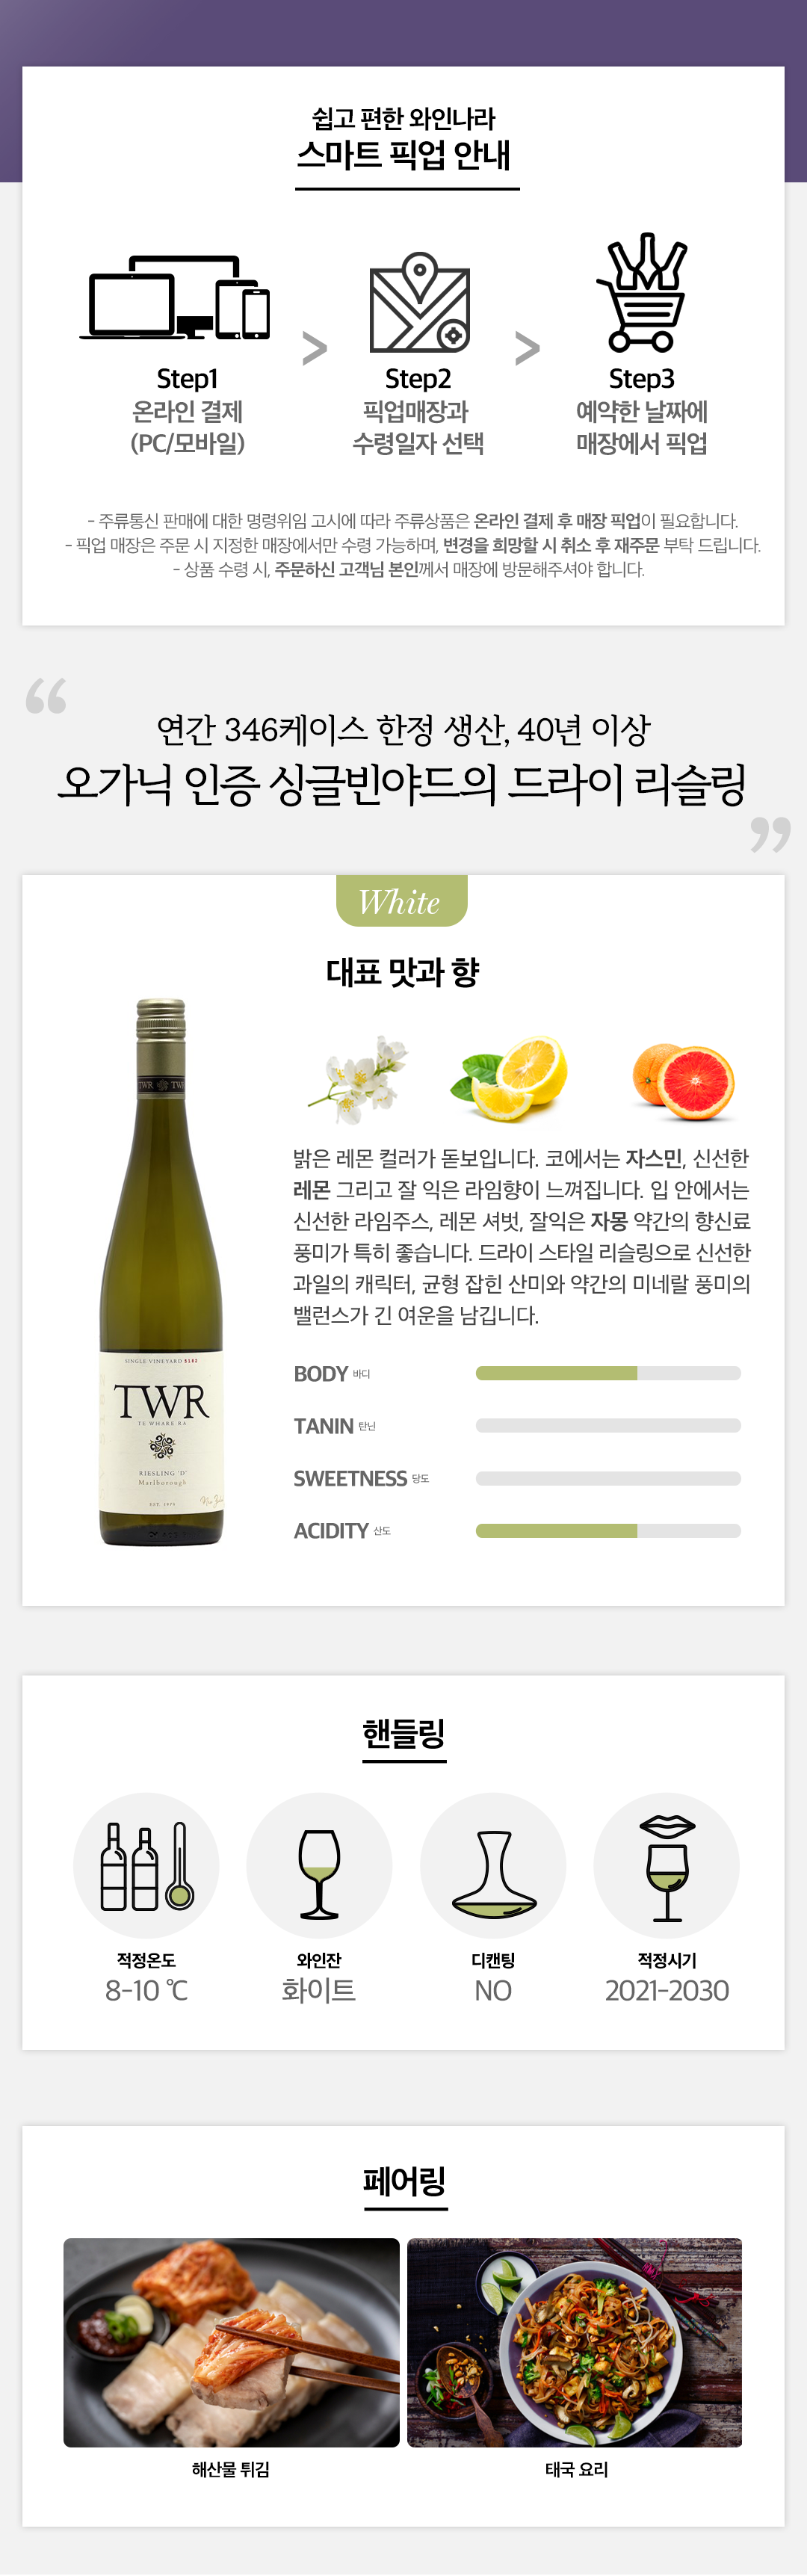 쉽고 편한 와인나라
스마트 픽업 안내
Step1
온라인 결제
(PC/모바일)
>
Step2
픽업매장과
수령일자 선택
>
Step3
예약한 날짜에
매장에서 픽업
- 주류통신 판매에 대한 명령위임 고시에 따라 주류상품은 온라인 결제 후 매장 픽업이 필요합니다.
- 픽업 매장은 주문 시 지정한 매장에서만 수령 가능하며, 변경을 희망할 시 취소 후 재주문 부탁 드립니다.
- 상품 수령 시, 주문하신 고객님 본인께서 매장에 방문해주셔야 합니다.
“
연간 346케이스 한정 생산, 40년 이상
오가닉 인증 싱글빈야드의 드라이 리슬링
”
White
대표 맛과 향
밝은 레몬 컬러가 돋보입니다. 코에서는 자스민, 신선한
레몬 그리고 잘 익은 라임향이 느껴집니다. 입 안에서는
신선한 라임주스, 레몬 셔벗, 잘익은 자몽 약간의 향신료
풍미가 특히 좋습니다. 드라이 스타일 리슬링으로 신선한
과일의 캐릭터, 균형 잡힌 산미와 약간의 미네랄 풍미의
밸런스가 긴 여운을 남깁니다.
TWR TW
SINGLE VINEYARD 5182
TWR
TE WHARE RA
RIESLING 'D'
Marlborough
EST. 1979
BODY 바디
TANIN 탄닌
SWEETNESS 당도
ACIDITY 산도
핸들링
적정온도
8-10 ℃
와인잔
화이트
디캔팅
NO
적정시기
2021-2030
페어링
해산물 튀김
태국 요리